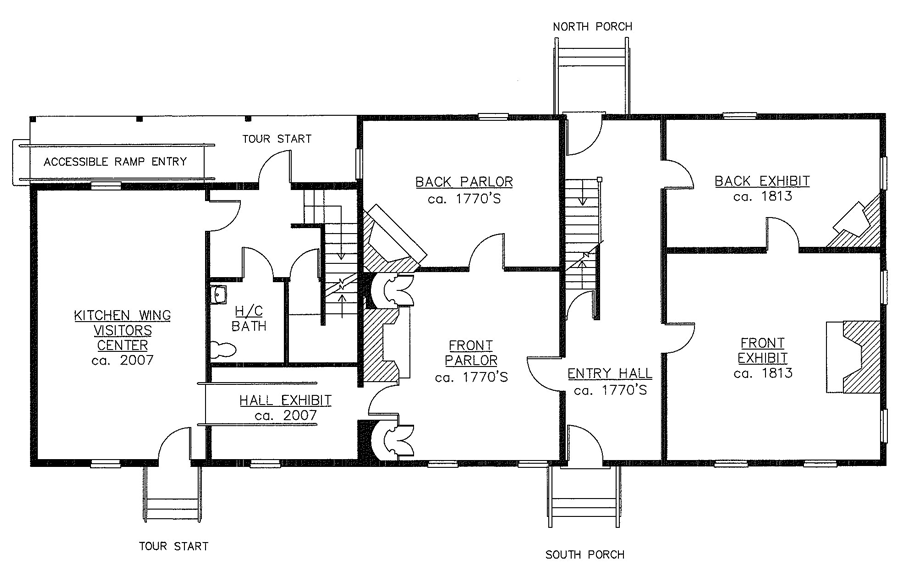 NORTH PORCH
TOUR START
ACCESSIBLE RAMP ENTRY
BACK PARLOR
ca. 1770'S
BACK EXHIBIT
ca. 1813
KITCHEN WING
VISITORS
CENTER
ca. 2007
H/C
BATH
FRONT
PARLOR
ca. 1770'S
ENTRY HALL
ca. 1770'S
FRONT
EXHIBIT
ca. 1813
HALL EXHIBIT
ca. 2007
TOUR START
SOUTH PORCH